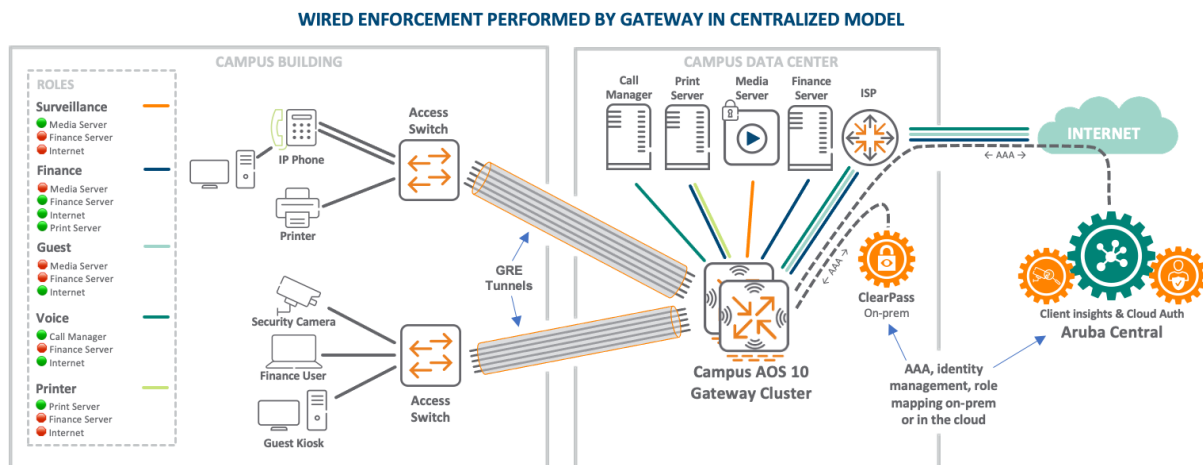 WIRED ENFORCEMENT PERFORMED BY GATEWAY IN CENTRALIZED MODEL
CAMPUS BUILDING
ROLES
Surveillance
Media Server
Finance Server
Internet
Finance
Media Server
Finance Server
Internet
Print Server
Guest
Media Server
Finance Server
Internet
Voice
Call Manager
Finance Server
Internet
Printer
Print Server
Finance Server
Internet
IP Phone
Printer
Access
Switch
Security Camera
Finance User
Guest Kiosk
Access
Switch
GRE
Tunnels
CAMPUS DATA CENTER
Call
Manager
Print
Server
Media
Server
Finance
Server
ISP
Campus AOS 10
Gateway Cluster
AAA
ClearPass
On-prem
AAA
INTERNET
Client insights & Cloud Auth
Aruba Central
AAA, identity
management, role
mapping on-prem
or in the cloud